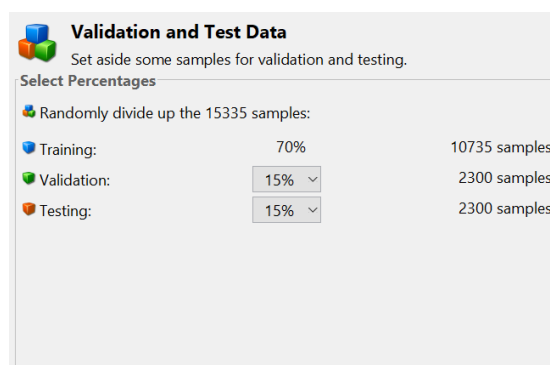 Validation and Test Data
Set aside some samples for validation and testing.
Select Percentages
Randomly divide up the 15335 samples:
Training: 70% 10735 samples
Validation: 15% 2300 samples
Testing: 15% 2300 samples